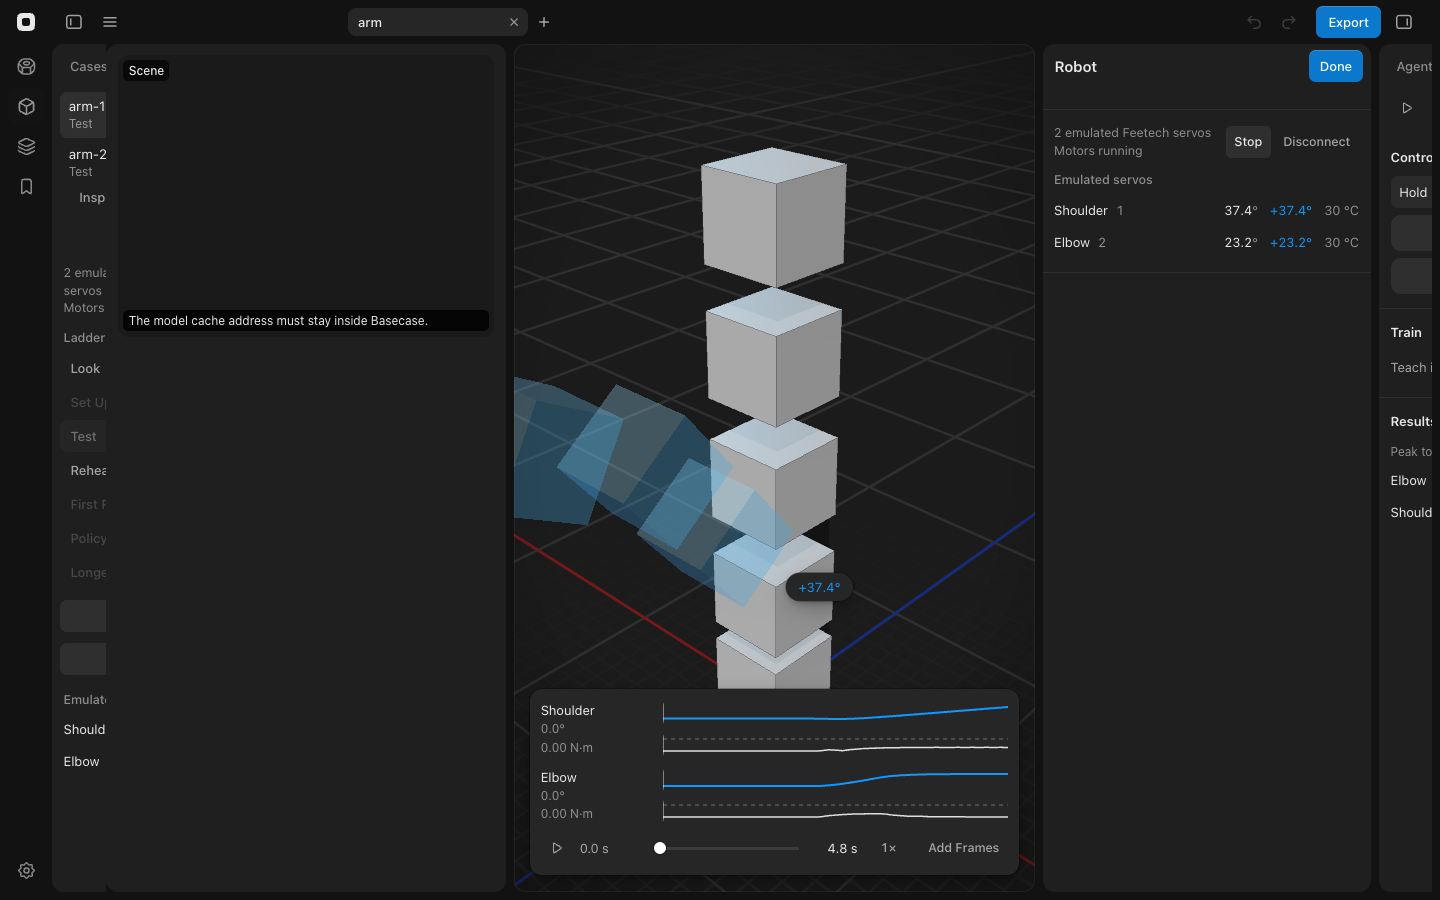 arm
Export
Cases
arm-1
Test
arm-2
Test
Insp
2 emula
servos
Motors
Ladder
Look
Set Up
Test
Rehea
First F
Policy
Longe
Emulate
Should
Elbow
Scene
The model cache address must stay inside Basecase.
+37.4°
Shoulder
0.0°
0.00 N·m
Elbow
0.0°
0.00 N·m
0.0 s
4.8 s
1×
Add Frames
Robot
Done
2 emulated Feetech servos
Motors running
Stop
Disconnect
Emulated servos
Shoulder 1 37.4° +37.4° 30 °C
Elbow 2 23.2° +23.2° 30 °C
Agent
Contro
Hold
Train
Teach i
Results
Peak to
Elbow
Should